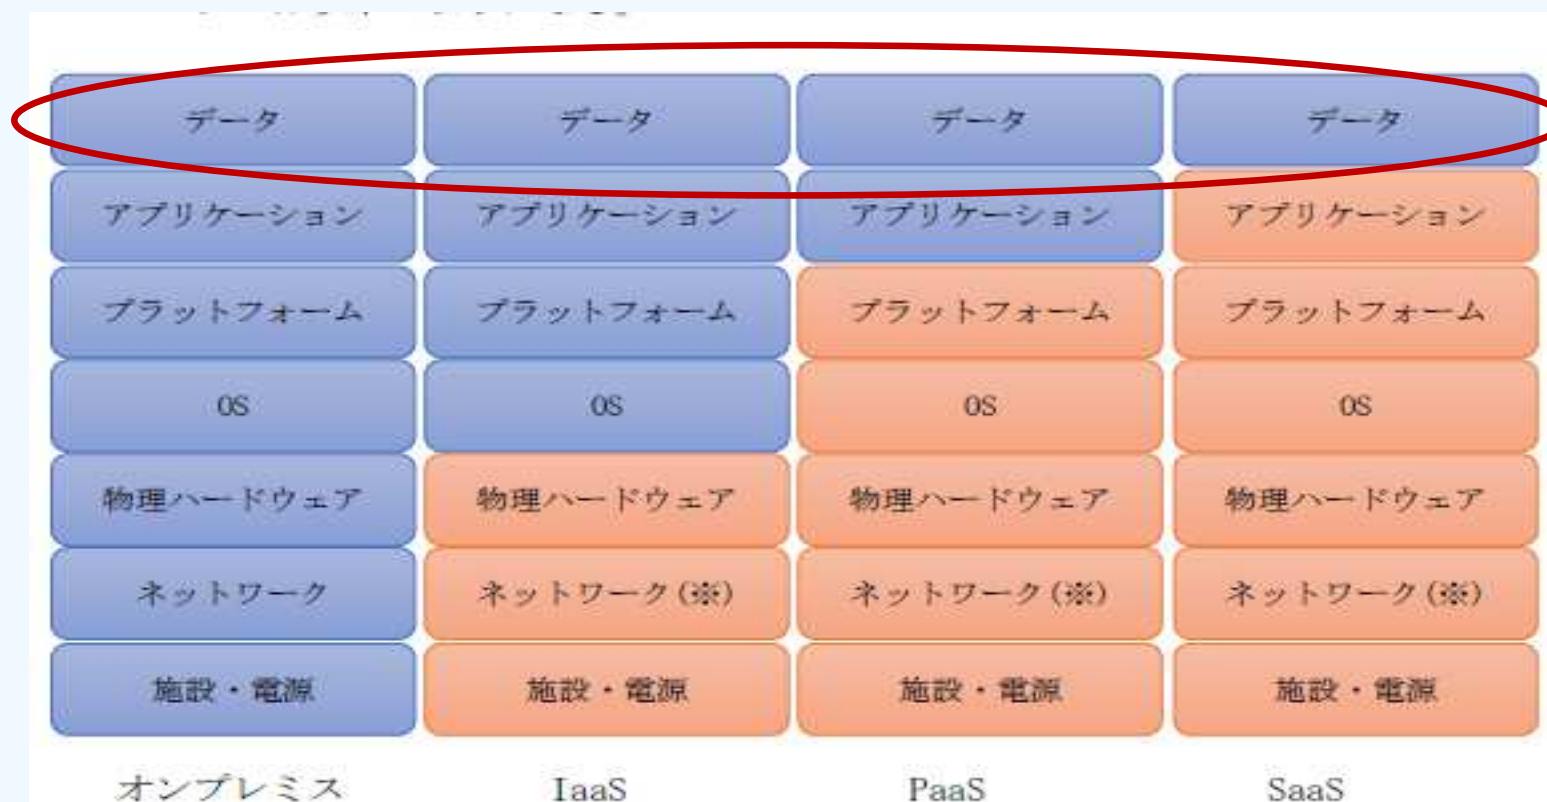 データ データ データ データ
アプリケーション アプリケーション アプリケーション アプリケーション
プラットフォーム プラットフォーム プラットフォーム プラットフォーム
OS OS OS OS
物理ハードウェア 物理ハードウェア 物理ハードウェア 物理ハードウェア
ネットワーク ネットワーク(※) ネットワーク(※) ネットワーク(※)
施設・電源 施設・電源 施設・電源 施設・電源
オンプレミス IaaS PaaS SaaS